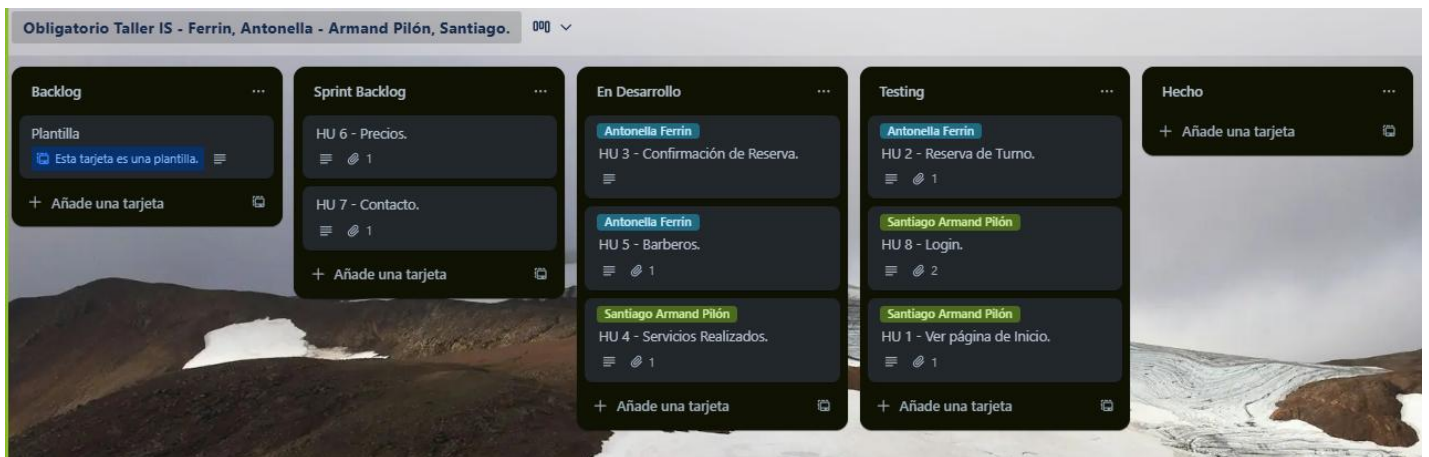 Obligatorio Taller IS - Ferrin, Antonella - Armand Pilón, Santiago.
Backlog
Plantilla
Esta tarjeta es una plantilla.
+ Añade una tarjeta
Sprint Backlog
HU 6 - Precios.
1
HU 7 - Contacto.
1
+ Añade una tarjeta
En Desarrollo
Antonella Ferrin
HU 3 - Confirmación de Reserva.
Antonella Ferrin
HU 5 - Barberos.
1
Santiago Armand Pilón
HU 4 - Servicios Realizados.
1
+ Añade una tarjeta
Testing
Antonella Ferrin
HU 2 - Reserva de Turno.
1
Santiago Armand Pilón
HU 8 - Login.
2
Santiago Armand Pilón
HU 1 - Ver página de Inicio.
1
+ Añade una tarjeta
Hecho
+ Añade una tarjeta